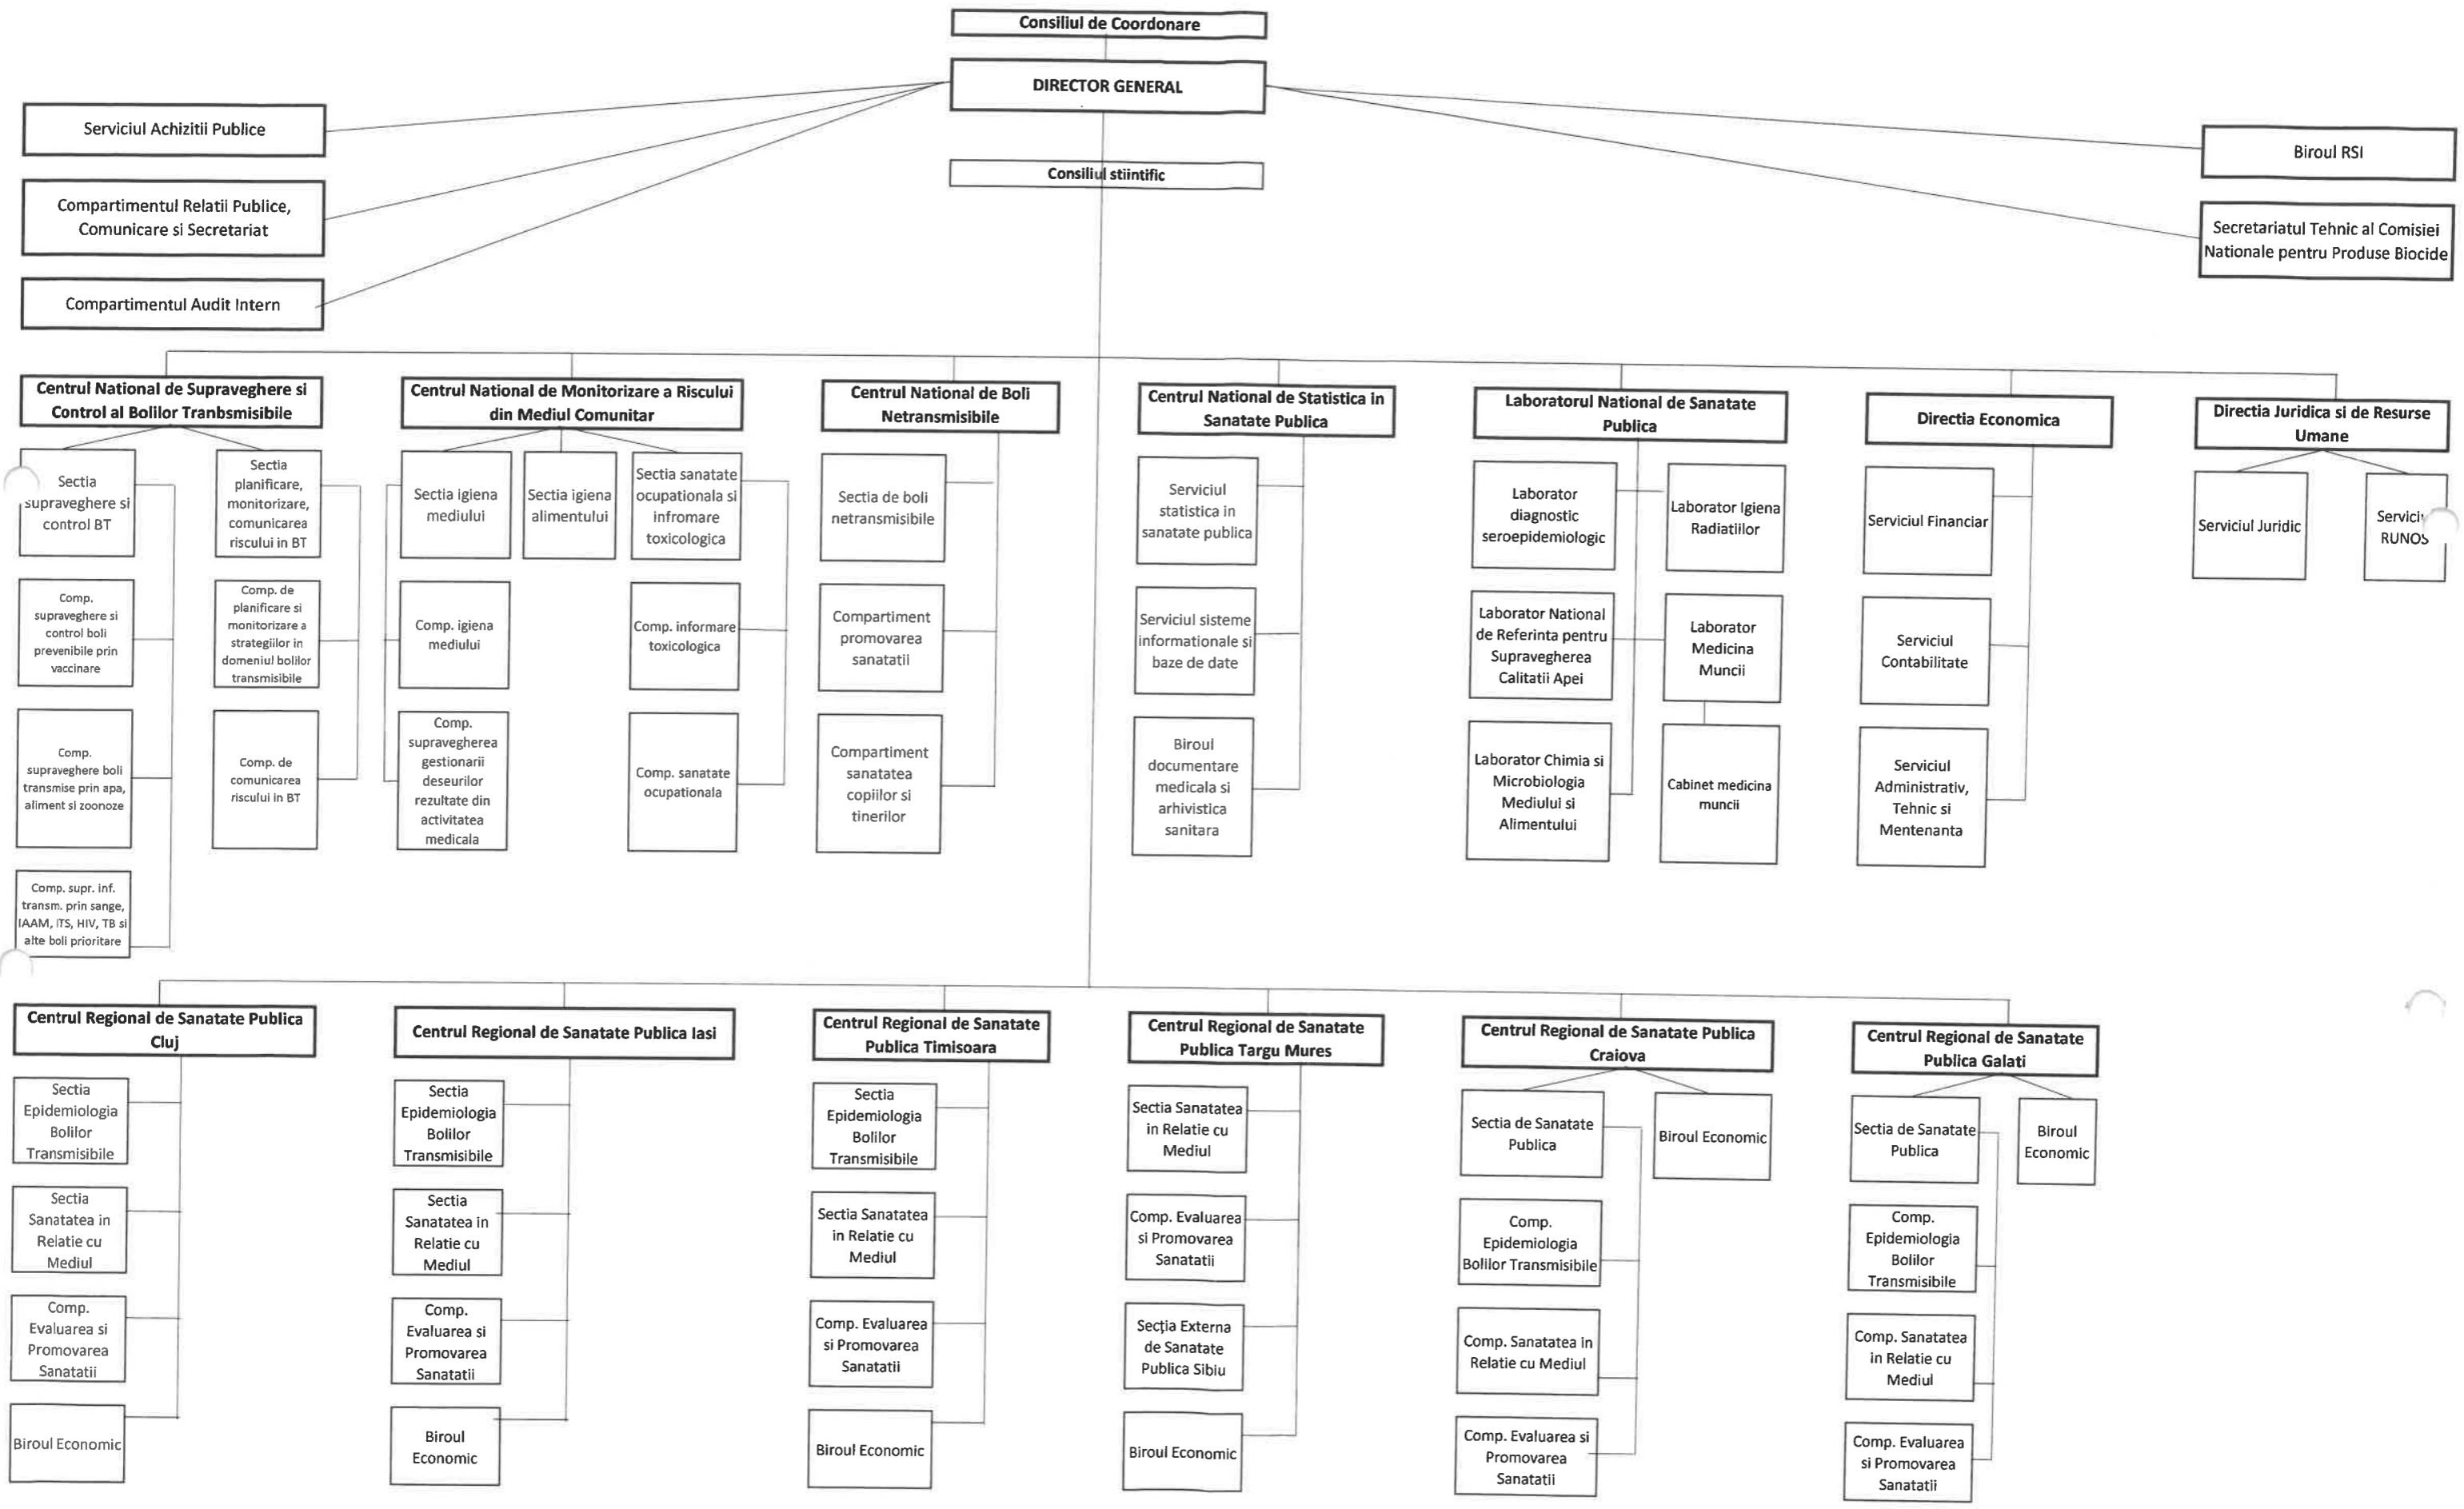 Consiliul de Coordonare
DIRECTOR GENERAL
Serviciul Achizitii Publice
Biroul RSI
Consiliul stiintific
Compartimentul Relatii Publice,
Comunicare si Secretariat
Secretariatul Tehnic al Comisiei
Nationale pentru Produse Biocide
Compartimentul Audit Intern
Centrul National de Supraveghere si
Control al Bolilor Tranbsmisibile
Centrul National de Monitorizare a Riscului
din Mediul Comunitar
Centrul National de Boli
Netransmisibile
Centrul National de Statistica in
Sanatate Publica
Laboratorul National de Sanatate
Publica
Directia Economica
Directia Juridica si de Resurse
Umane
Sectia
supraveghere si
control BT
Sectia
planificare,
monitorizare,
comunicarea
riscului in BT
Sectia igiena
mediului
Sectia igiena
alimentului
Sectia sanatate
ocupationala si
infromare
toxicologica
Sectia de boli
netransmisibile
Serviciul
statistica in
sanatate publica
Laborator
diagnostic
seroepidemiologic
Laborator Igiena
Radiatiilor
Serviciul Financiar
Serviciul Juridic
RUNOS
Comp.
supraveghere si
control boli
prevenibile prin
vaccinare
Comp. de
planificare si
monitorizare a
strategiilor in
domeniul bolilor
transmisibile
Comp. igiena
mediului
Comp. informare
toxicologica
Compartiment
promovarea
sanatatii
Serviciul sisteme
informationale si
baze de date
Laborator National
de Referinta pentru
Supravegherea
Calitatii Apei
Laborator
Medicina
Muncii
Serviciul
Contabilitate
Comp.
supraveghere boli
transmise prin apa,
aliment si zoonoze
Comp. de
comunicarea
riscului in BT
Comp.
supravegherea
gestionarii
deseurilor
rezultate din
activitatea
medicala
Comp. sanatate
ocupationala
Compartiment
sanatatea
copiilor si
tinerilor
Biroul
documentare
medicala si
arhivistica
sanitara
Laborator Chimia si
Microbiologia
Mediului si
Alimentului
Cabinet medicina
muncii
Serviciul
Administrativ,
Tehnic si
Mentenanta
Comp. supr. inf.
transm. prin sange,
IAAM, ITS, HIV, TB si
alte boli prioritare
Centrul Regional de Sanatate Publica
Cluj
Centrul Regional de Sanatate Publica Iasi
Centrul Regional de Sanatate
Publica Timisoara
Centrul Regional de Sanatate
Publica Targu Mures
Centrul Regional de Sanatate Publica
Craiova
Centrul Regional de Sanatate
Publica Galati
Sectia
Epidemiologia
Bolilor
Transmisibile
Sectia
Epidemiologia
Bolilor
Transmisibile
Sectia
Epidemiologia
Bolilor
Transmisibile
Sectia Sanatatea
in Relatie cu
Mediul
Sectia de Sanatate
Publica
Biroul Economic
Sectia de Sanatate
Publica
Biroul
Economic
Sectia
Sanatatea in
Relatie cu
Mediul
Sectia
Sanatatea in
Relatie cu
Mediul
Sectia Sanatatea
in Relatie cu
Mediul
Comp. Evaluarea
si Promovarea
Sanatatii
Comp.
Epidemiologia
Bolilor Transmisibile
Comp.
Epidemiologia
Bolilor
Transmisibile
Comp.
Evaluarea si
Promovarea
Sanatatii
Comp.
Evaluarea si
Promovarea
Sanatatii
Comp. Evaluarea
si Promovarea
Sanatatii
Secția Externa
de Sanatate
Publica Sibiu
Comp. Sanatatea in
Relatie cu Mediul
Comp. Sanatatea
in Relatie cu
Mediul
Biroul Economic
Biroul
Economic
Biroul Economic
Biroul Economic
Comp. Evaluarea si
Promovarea
Sanatatii
Comp. Evaluarea
si Promovarea
Sanatatii